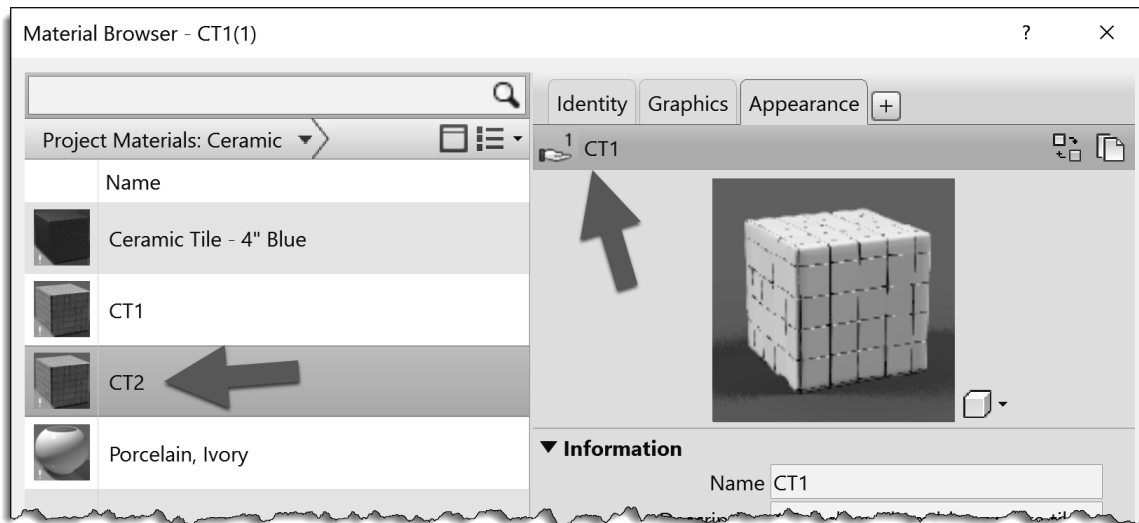 Material Browser - CT1(1)
?
Identity
Graphics
Appearance
+
Project Materials: Ceramic
1
CT1
Name
Ceramic Tile - 4" Blue
CT1
CT2
Porcelain, Ivory
Information
Name CT1